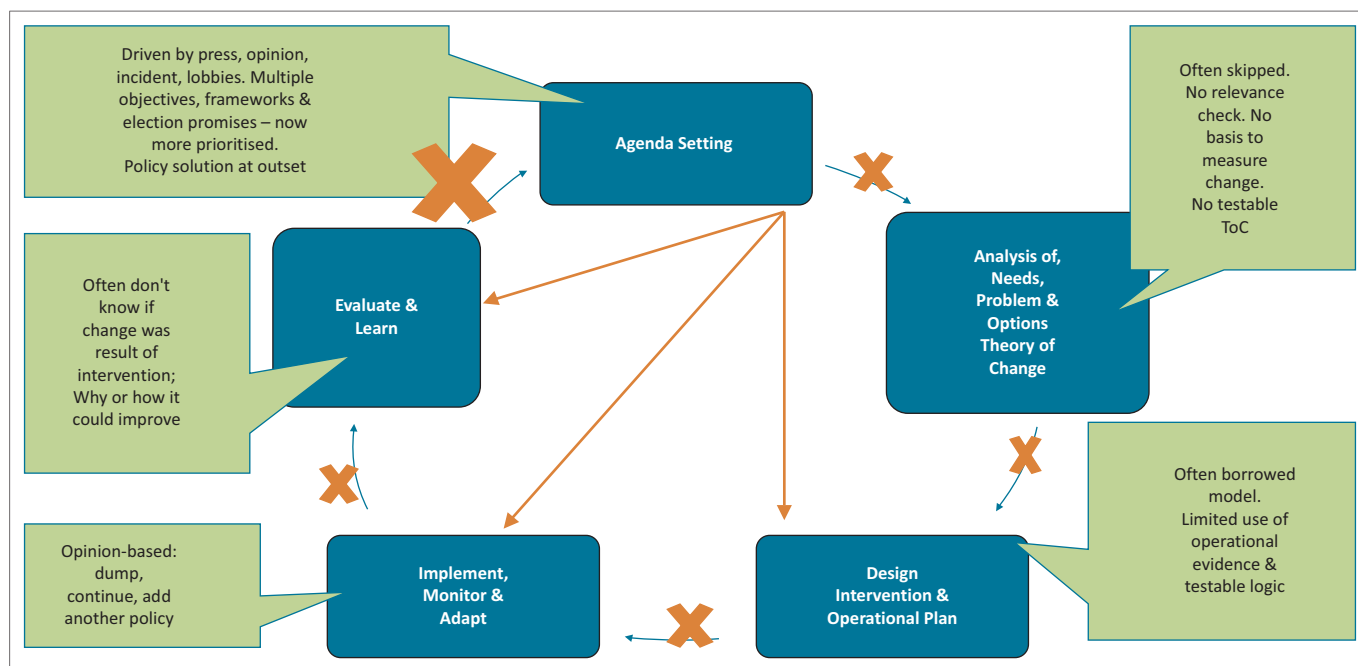 Driven by press, opinion,
incident, lobbies. Multiple
objectives, frameworks &
election promises – now
more prioritised.
Policy solution at outset
Agenda Setting
Often skipped.
No relevance
check. No
basis to
measure
change.
No testable
ToC
Analysis of,
Needs,
Problem &
Options
Theory of
Change
Often don't
know if
change was
result of
intervention;
Why or how it
could improve
Evaluate &
Learn
Often borrowed
model.
Limited use of
operational
evidence &
testable logic
Opinion-based:
dump,
continue, add
another policy
Implement,
Monitor &
Adapt
Design
Intervention &
Operational Plan